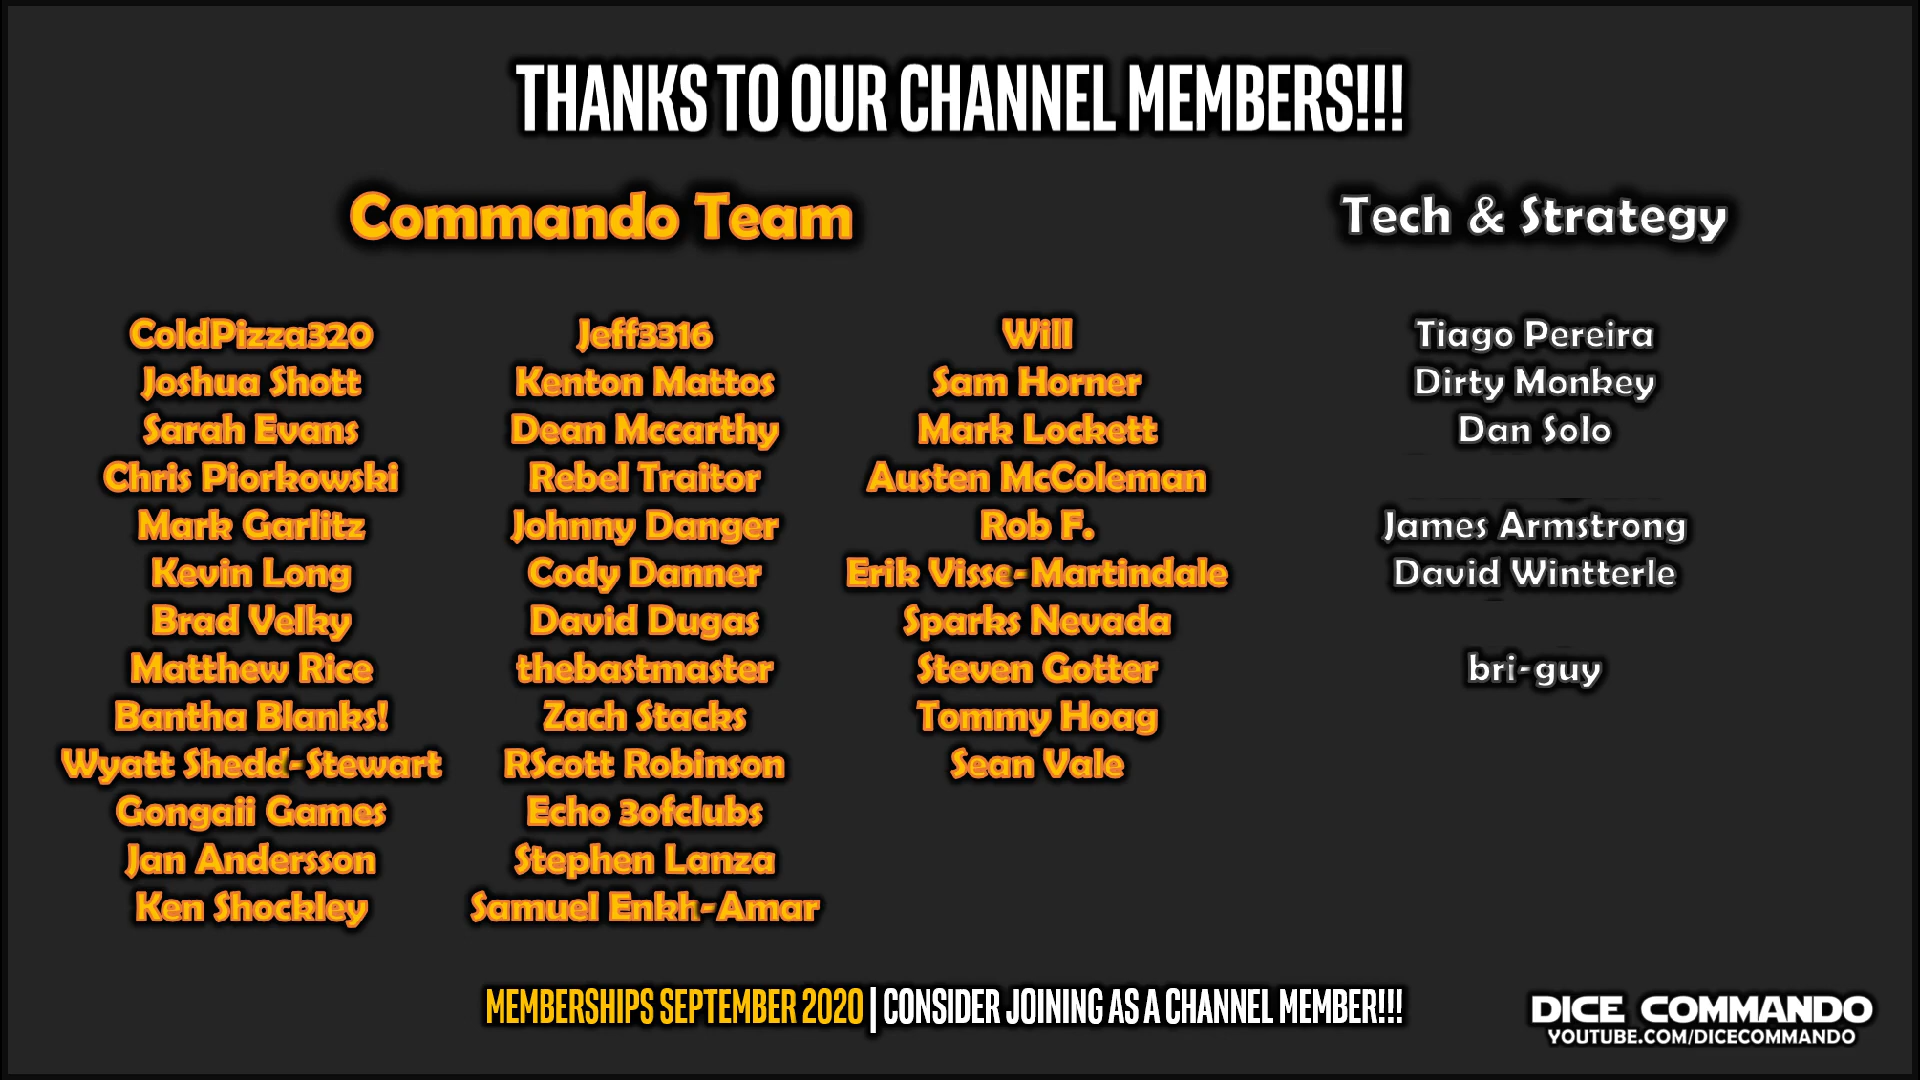 THANKS TO OUR CHANNEL MEMBERS!!!
Commando Team
ColdPizza320
Joshua Shott
Sarah Evans
Chris Piorkowski
Mark Garlitz
Kevin Long
Brad Velky
Matthew Rice
Bantha Blanks!
Wyatt Shedd-Stewart
Gongaii Games
Jan Andersson
Ken Shockley
Jeff3316
Kenton Mattos
Dean Mccarthy
Rebel Traitor
Johnny Danger
Cody Danner
David Dugas
thebastmaster
Zach Stacks
RScott Robinson
Echo 3ofclubs
Stephen Lanza
Samuel Enkh-Amar
Will
Sam Horner
Mark Lockett
Austen McColeman
Rob F.
Erik Visse-Martindale
Sparks Nevada
Steven Gotter
Tommy Hoag
Sean Vale
Tech & Strategy
Tiago Pereira
Dirty Monkey
Dan Solo
James Armstrong
David Wintterle
bri-guy
MEMBERSHIPS SEPTEMBER 2020 | CONSIDER JOINING AS A CHANNEL MEMBER!!!
DICE COMMANDO
YOUTUBE.COM/DICECOMMANDO